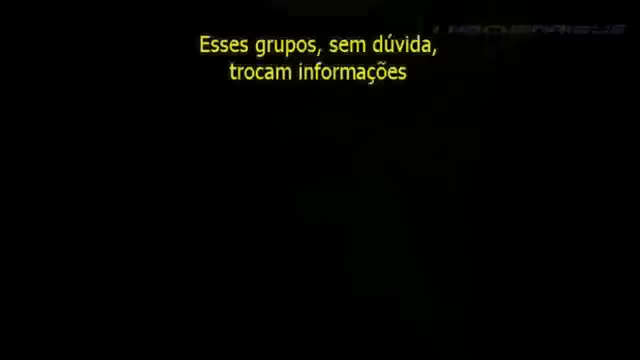 Esses grupos, sem dúvida,
trocam informações